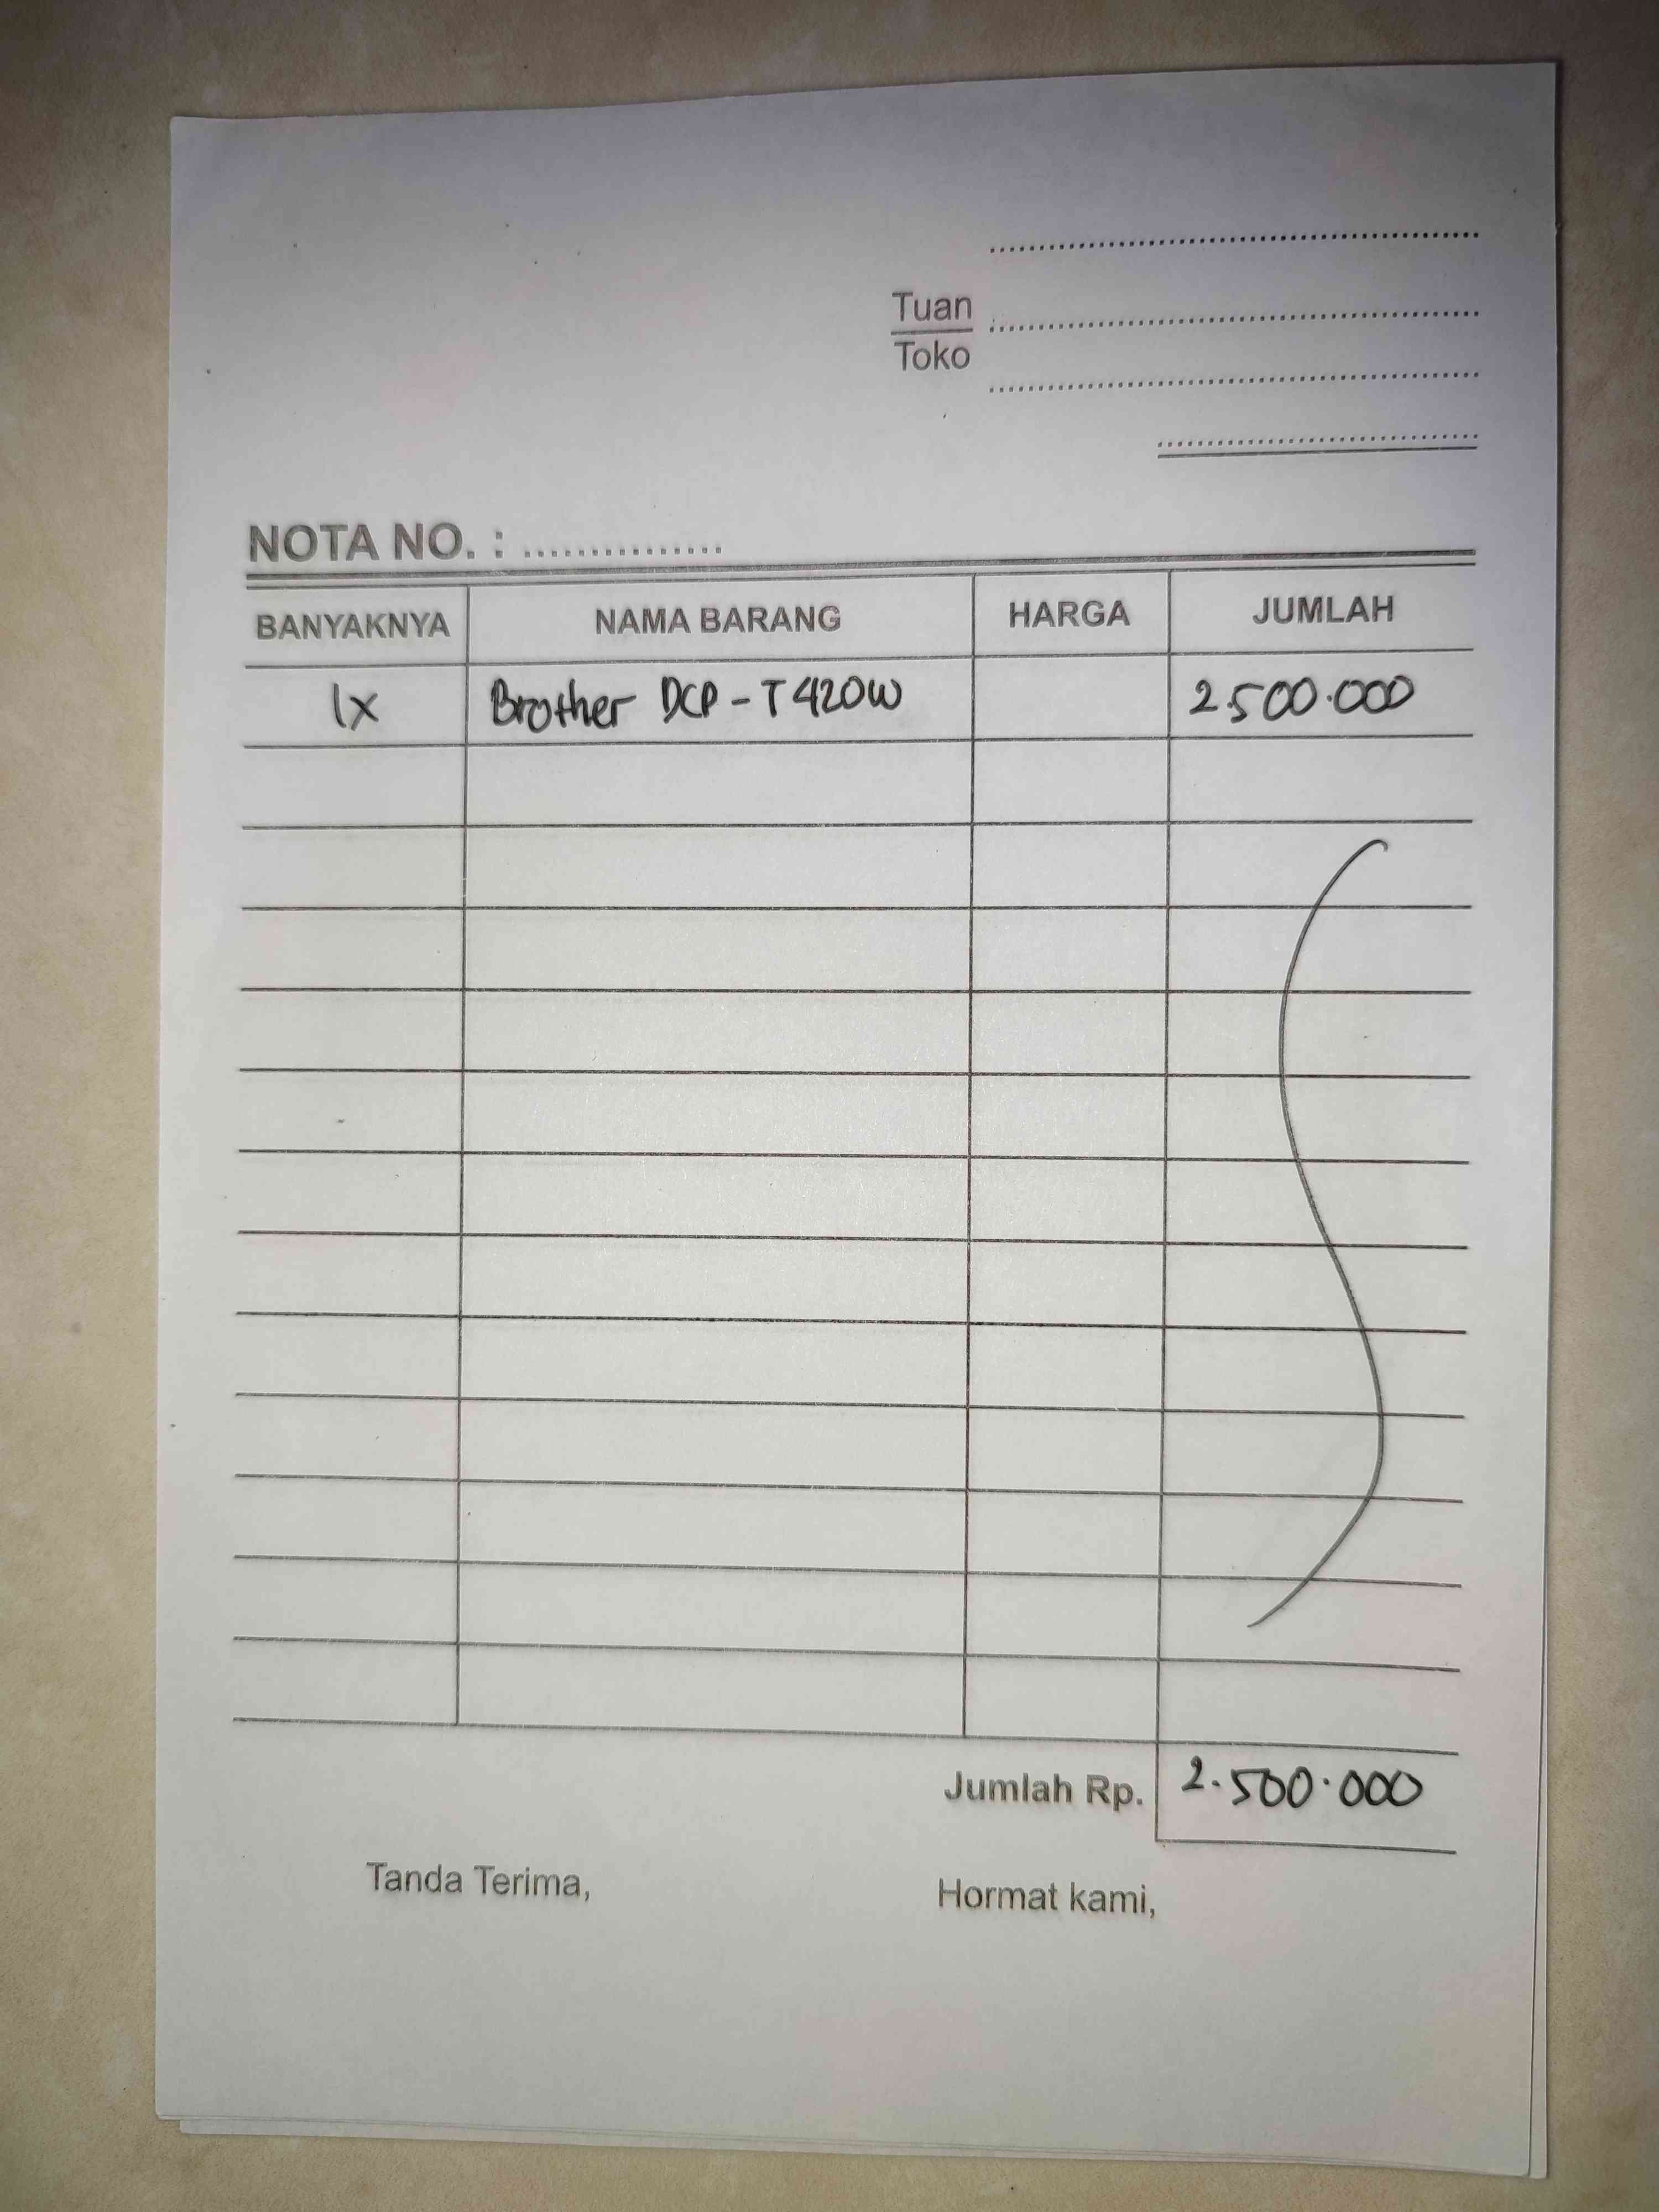 Tuan
Toko
NOTA NO. : ...............
BANYAKNYA NAMA BARANG HARGA JUMLAH
1x Brother DCP-T420W 2.500.000
Jumlah Rp. 2.500.000
Tanda Terima, Hormat kami,